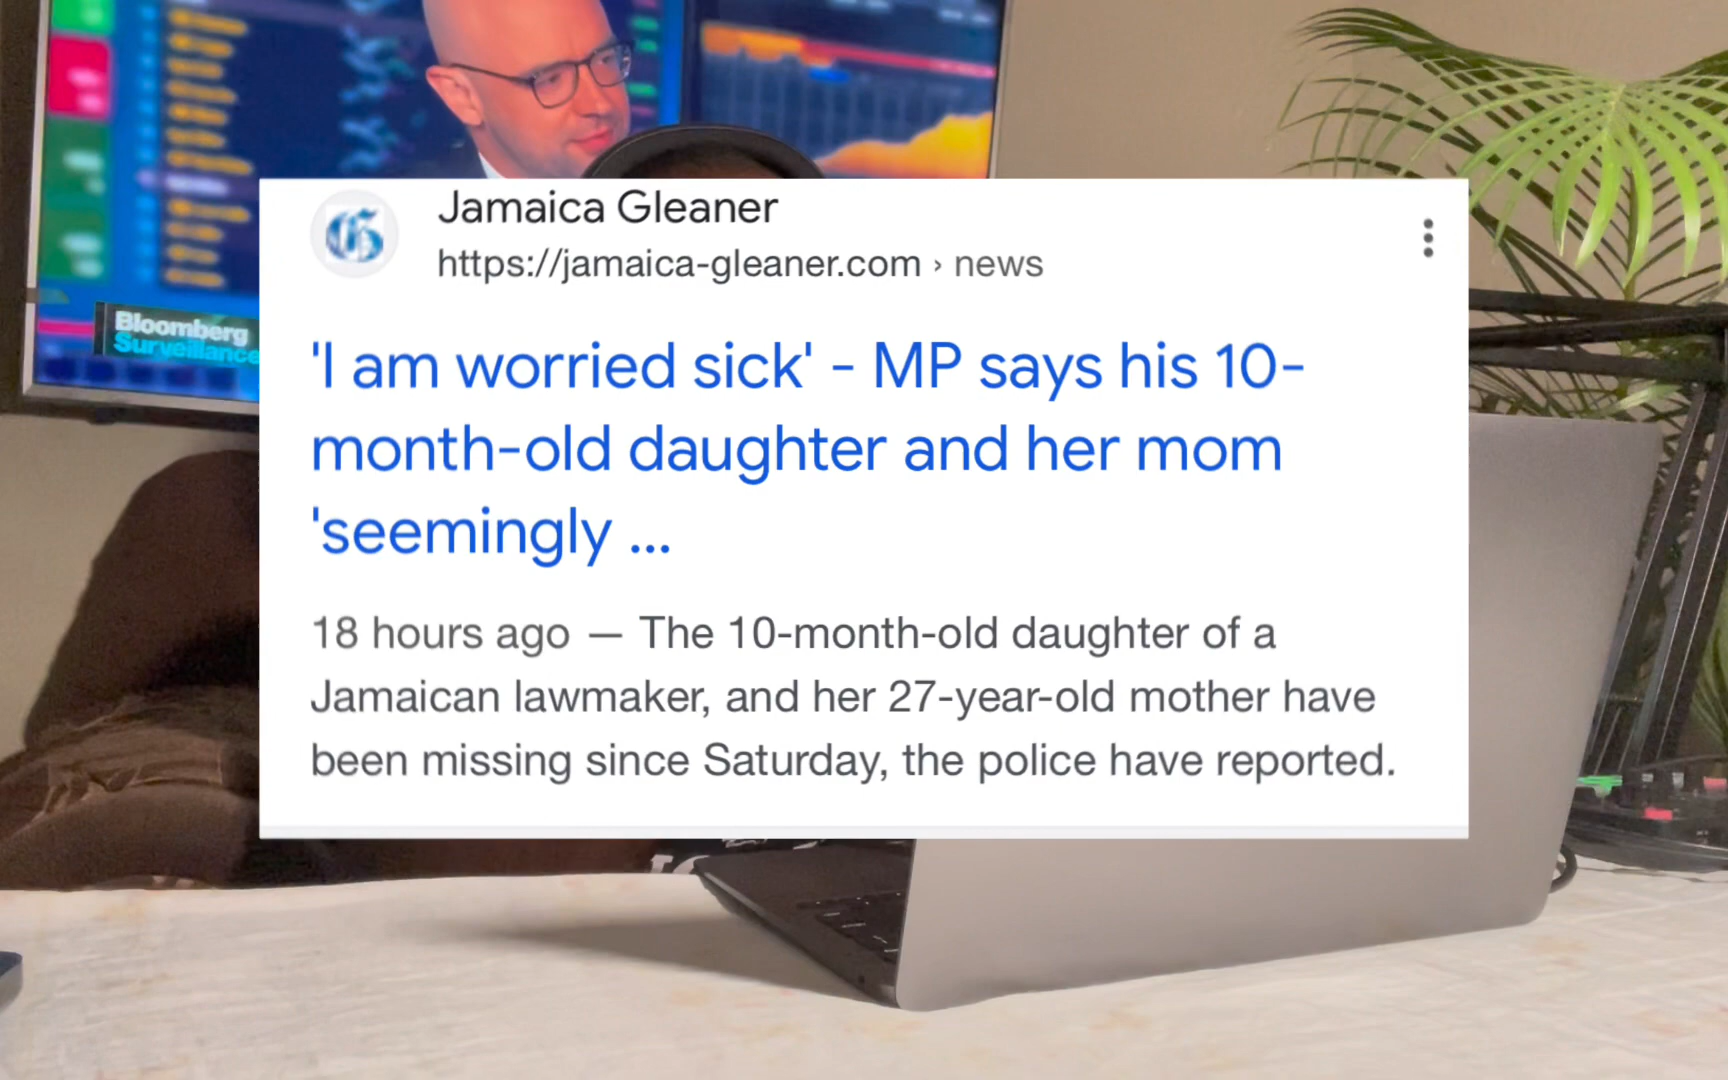 Jamaica Gleaner
https://jamaica-gleaner.com › news
'I am worried sick' - MP says his 10-
month-old daughter and her mom
'seemingly ...
18 hours ago — The 10-month-old daughter of a
Jamaican lawmaker, and her 27-year-old mother have
been missing since Saturday, the police have reported.
Bloomberg
Surveillance